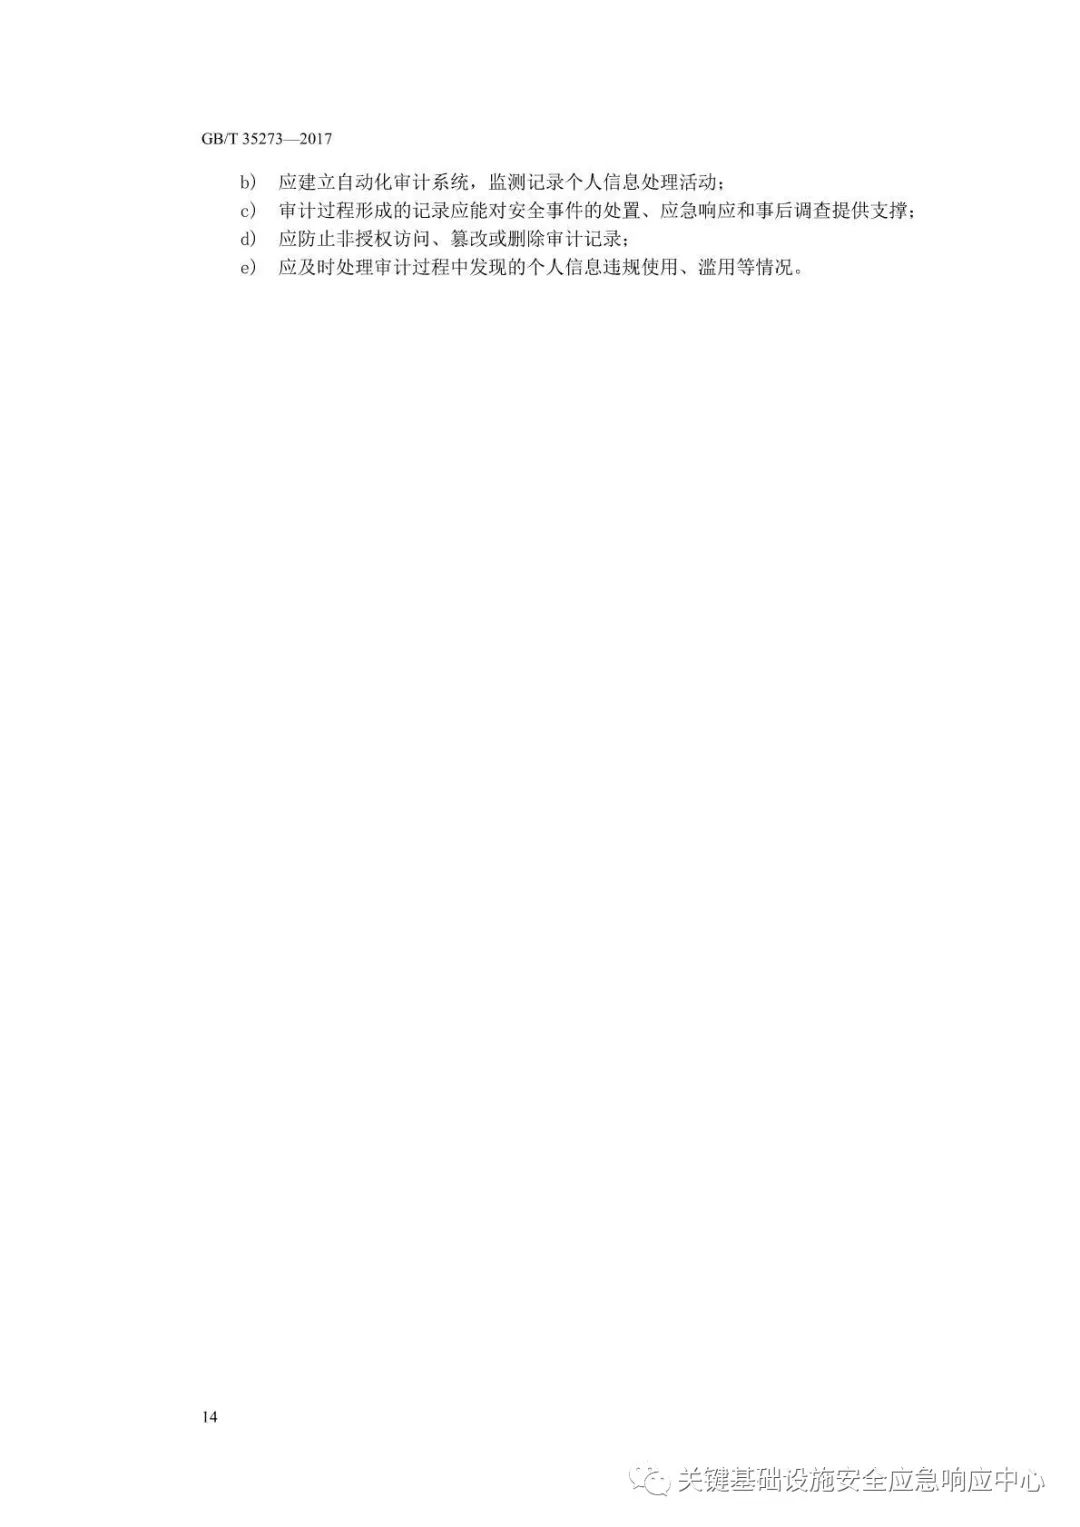 GB/T 35273—2017
b) 应建立自动化审计系统，监测记录个人信息处理活动；
c) 审计过程形成的记录应能对安全事件的处置、应急响应和事后调查提供支撑；
d) 应防止非授权访问、篡改或删除审计记录；
e) 应及时处理审计过程中发现的个人信息违规使用、滥用等情况。
14
关键基础设施安全应急响应中心